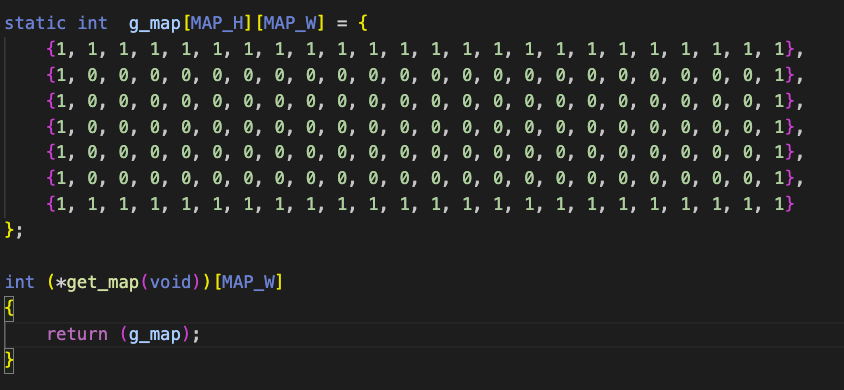 static int  g_map[MAP_H][MAP_W] = {
    {1, 1, 1, 1, 1, 1, 1, 1, 1, 1, 1, 1, 1, 1, 1, 1, 1, 1, 1, 1, 1, 1, 1, 1},
    {1, 0, 0, 0, 0, 0, 0, 0, 0, 0, 0, 0, 0, 0, 0, 0, 0, 0, 0, 0, 0, 0, 0, 1},
    {1, 0, 0, 0, 0, 0, 0, 0, 0, 0, 0, 0, 0, 0, 0, 0, 0, 0, 0, 0, 0, 0, 0, 1},
    {1, 0, 0, 0, 0, 0, 0, 0, 0, 0, 0, 0, 0, 0, 0, 0, 0, 0, 0, 0, 0, 0, 0, 1},
    {1, 0, 0, 0, 0, 0, 0, 0, 0, 0, 0, 0, 0, 0, 0, 0, 0, 0, 0, 0, 0, 0, 0, 1},
    {1, 0, 0, 0, 0, 0, 0, 0, 0, 0, 0, 0, 0, 0, 0, 0, 0, 0, 0, 0, 0, 0, 0, 1},
    {1, 1, 1, 1, 1, 1, 1, 1, 1, 1, 1, 1, 1, 1, 1, 1, 1, 1, 1, 1, 1, 1, 1, 1}
};

int (*get_map(void))[MAP_W]
{
    return (g_map);
}